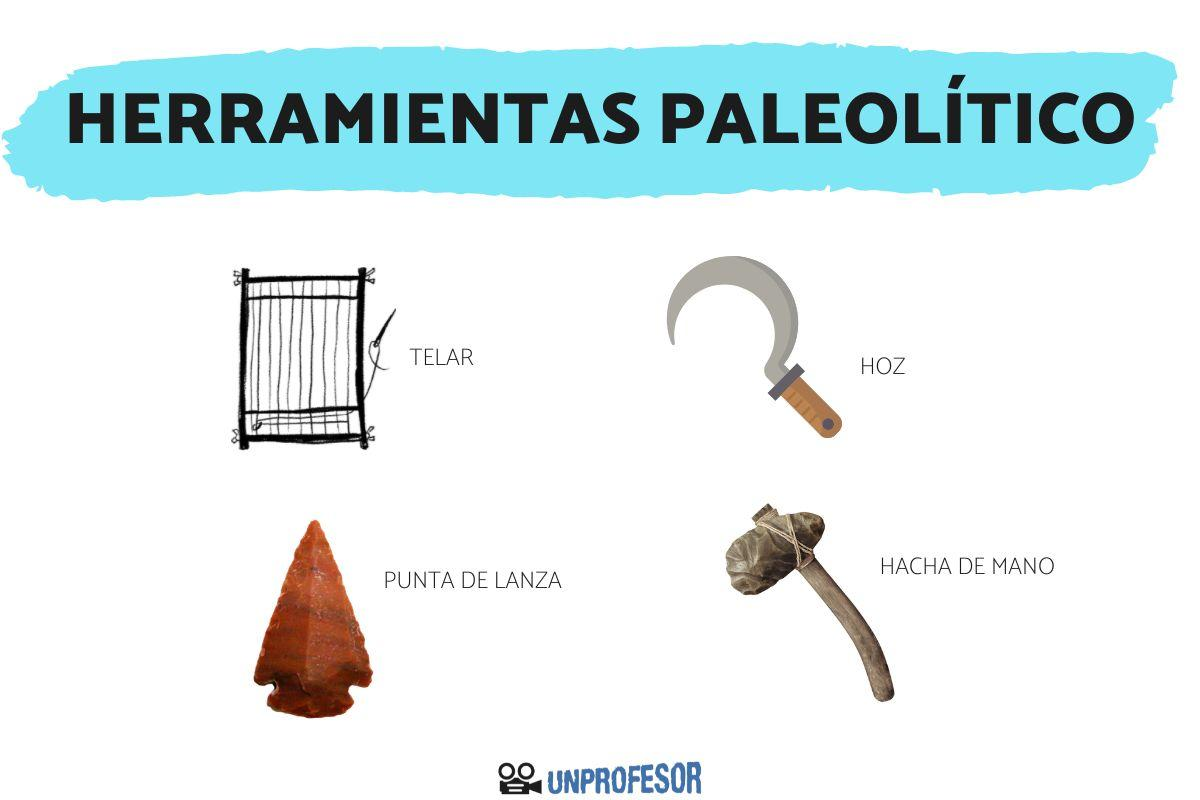 HERRAMIENTAS PALEOLÍTICO
TELAR
HOZ
PUNTA DE LANZA
HACHA DE MANO
UNPROFESOR